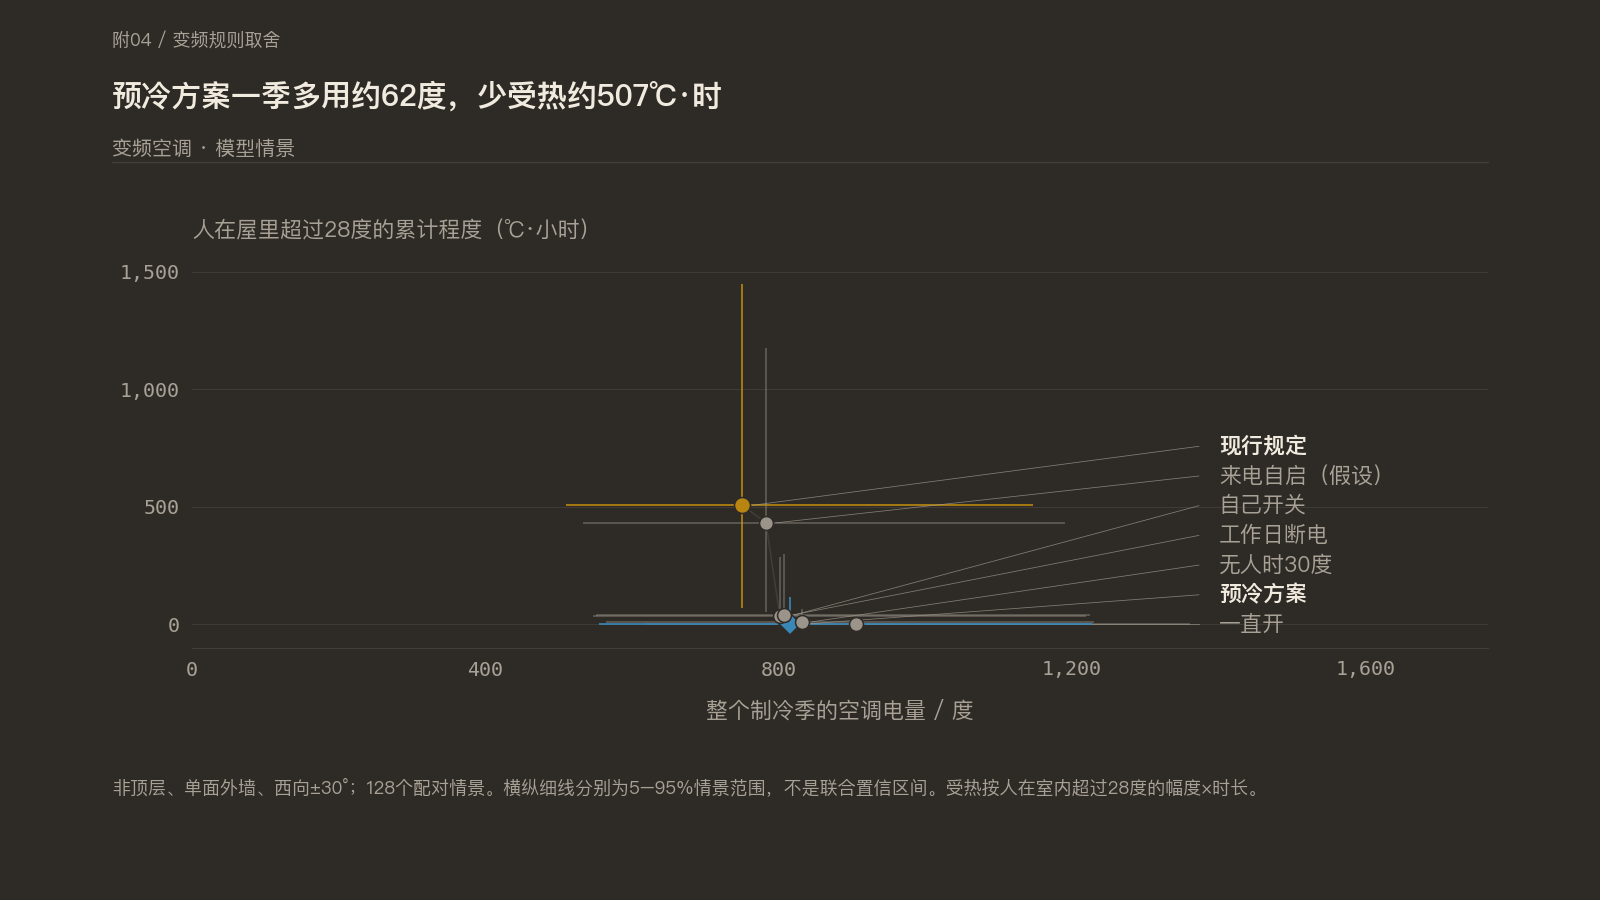 附04 / 变频规则取舍
预冷方案一季多用约62度，少受热约507℃·时
变频空调 · 模型情景
人在屋里超过28度的累计程度（℃·小时）
1,500
1,000
500
0
现行规定
来电自启（假设）
自己开关
工作日断电
无人时30度
预冷方案
一直开
0
400
800
1,200
1,600
整个制冷季的空调电量 / 度
非顶层、单面外墙、西向±30°；128个配对情景。横纵细线分别为5—95%情景范围，不是联合置信区间。受热按人在室内超过28度的幅度×时长。